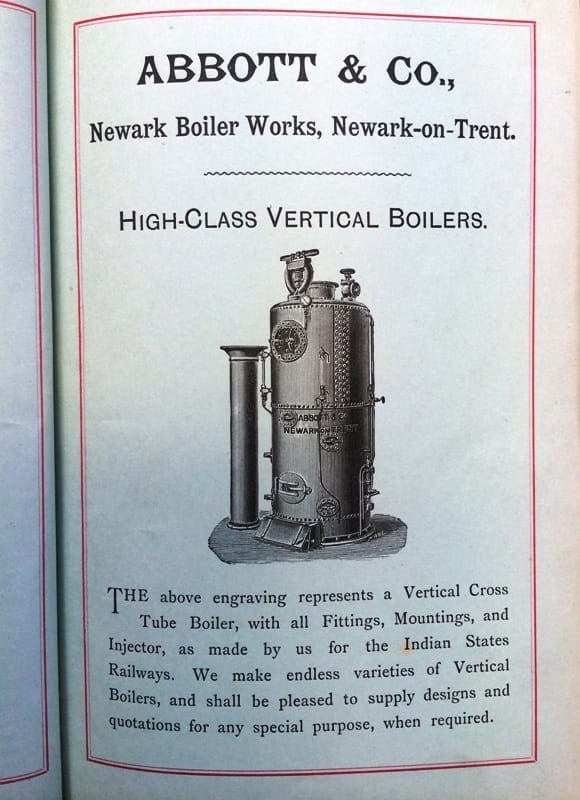 ABBOTT & CO.,
Newark Boiler Works, Newark-on-Trent.
HIGH-CLASS VERTICAL BOILERS.
ABBOTT & CO
NEWARK ON TRENT
THE above engraving represents a Vertical Cross
Tube Boiler, with all Fittings, Mountings, and
Injector, as made by us for the Indian States
Railways. We make endless varieties of Vertical
Boilers, and shall be pleased to supply designs and
quotations for any special purpose, when required.